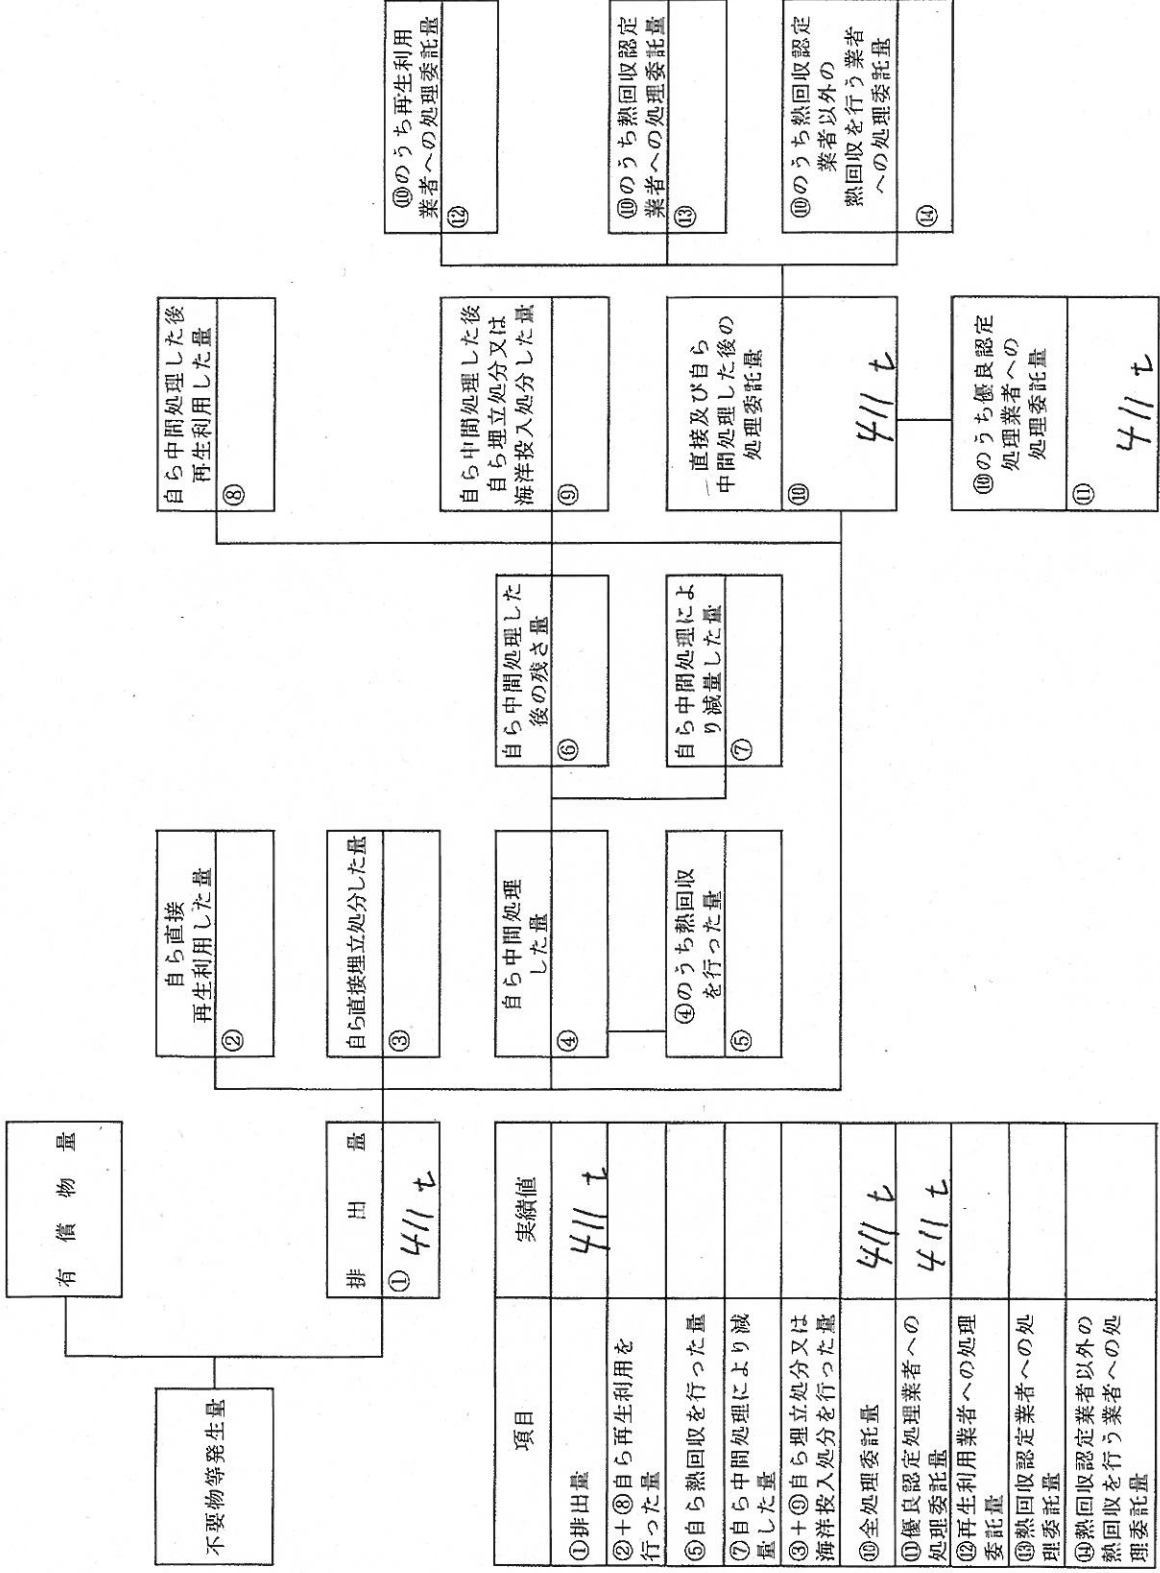 不要物等発生量
有償物量
排出量
① 411 t
自ら直接
再生利用した量
②
自ら直接埋立処分した量
③
自ら中間処理
した量
④
④のうち熱回収
を行った量
⑤
自ら中間処理した
後の残さ量
⑥
自ら中間処理によ
り減量した量
⑦
自ら中間処理した後
再生利用した量
⑧
自ら中間処理した後
自ら埋立処分又は
海洋投入処分した量
⑨
直接及び自ら
中間処理した後の
処理委託量
⑩ 411 t
⑩のうち優良認定
処理業者への
処理委託量
⑪ 411 t
⑩のうち再生利用
業者への処理委託量
⑫
⑩のうち熱回収認定
業者への処理委託量
⑬
⑩のうち熱回収認定
業者以外の
熱回収を行う業者
への処理委託量
⑭
項目 実績値
①排出量 411 t
②+⑧自ら再生利用を
行った量
⑤自ら熱回収を行った量
⑦自ら中間処理により減
量した量
③+⑨自ら埋立処分又は
海洋投入処分を行った量
⑩全処理委託量 411 t
⑪優良認定処理業者への
処理委託量 411 t
⑫再生利用業者への処理
委託量
⑬熱回収認定業者への処
理委託量
⑭熱回収認定業者以外の
熱回収を行う業者への処
理委託量